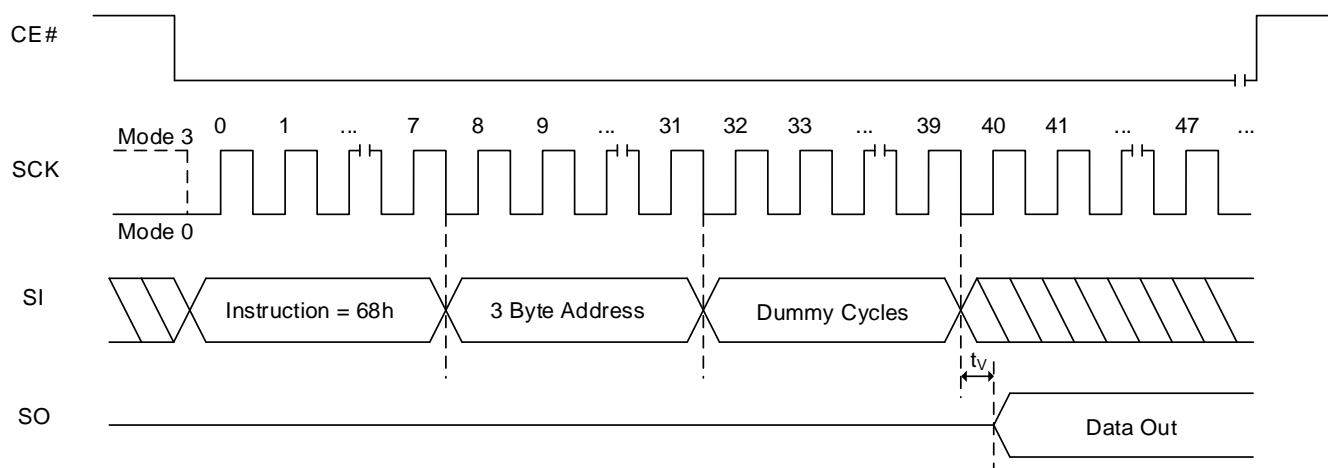 CE#
0 1 ... 7 8 9 ... 31 32 33 ... 39 40 41 ... 47 ...
Mode 3
SCK
Mode 0
SI Instruction = 68h 3 Byte Address Dummy Cycles
tV
SO Data Out